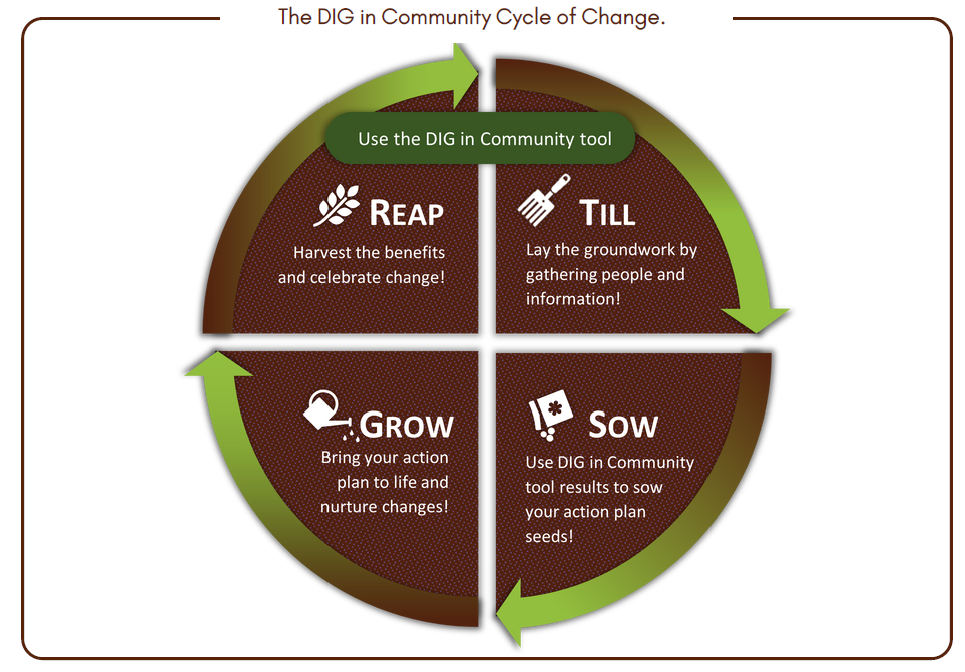 The DIG in Community Cycle of Change.
Use the DIG in Community tool
REAP
Harvest the benefits
and celebrate change!
TILL
Lay the groundwork by
gathering people and
information!
GROW
Bring your action
plan to life and
nurture changes!
SOW
Use DIG in Community
tool results to sow
your action plan
seeds!